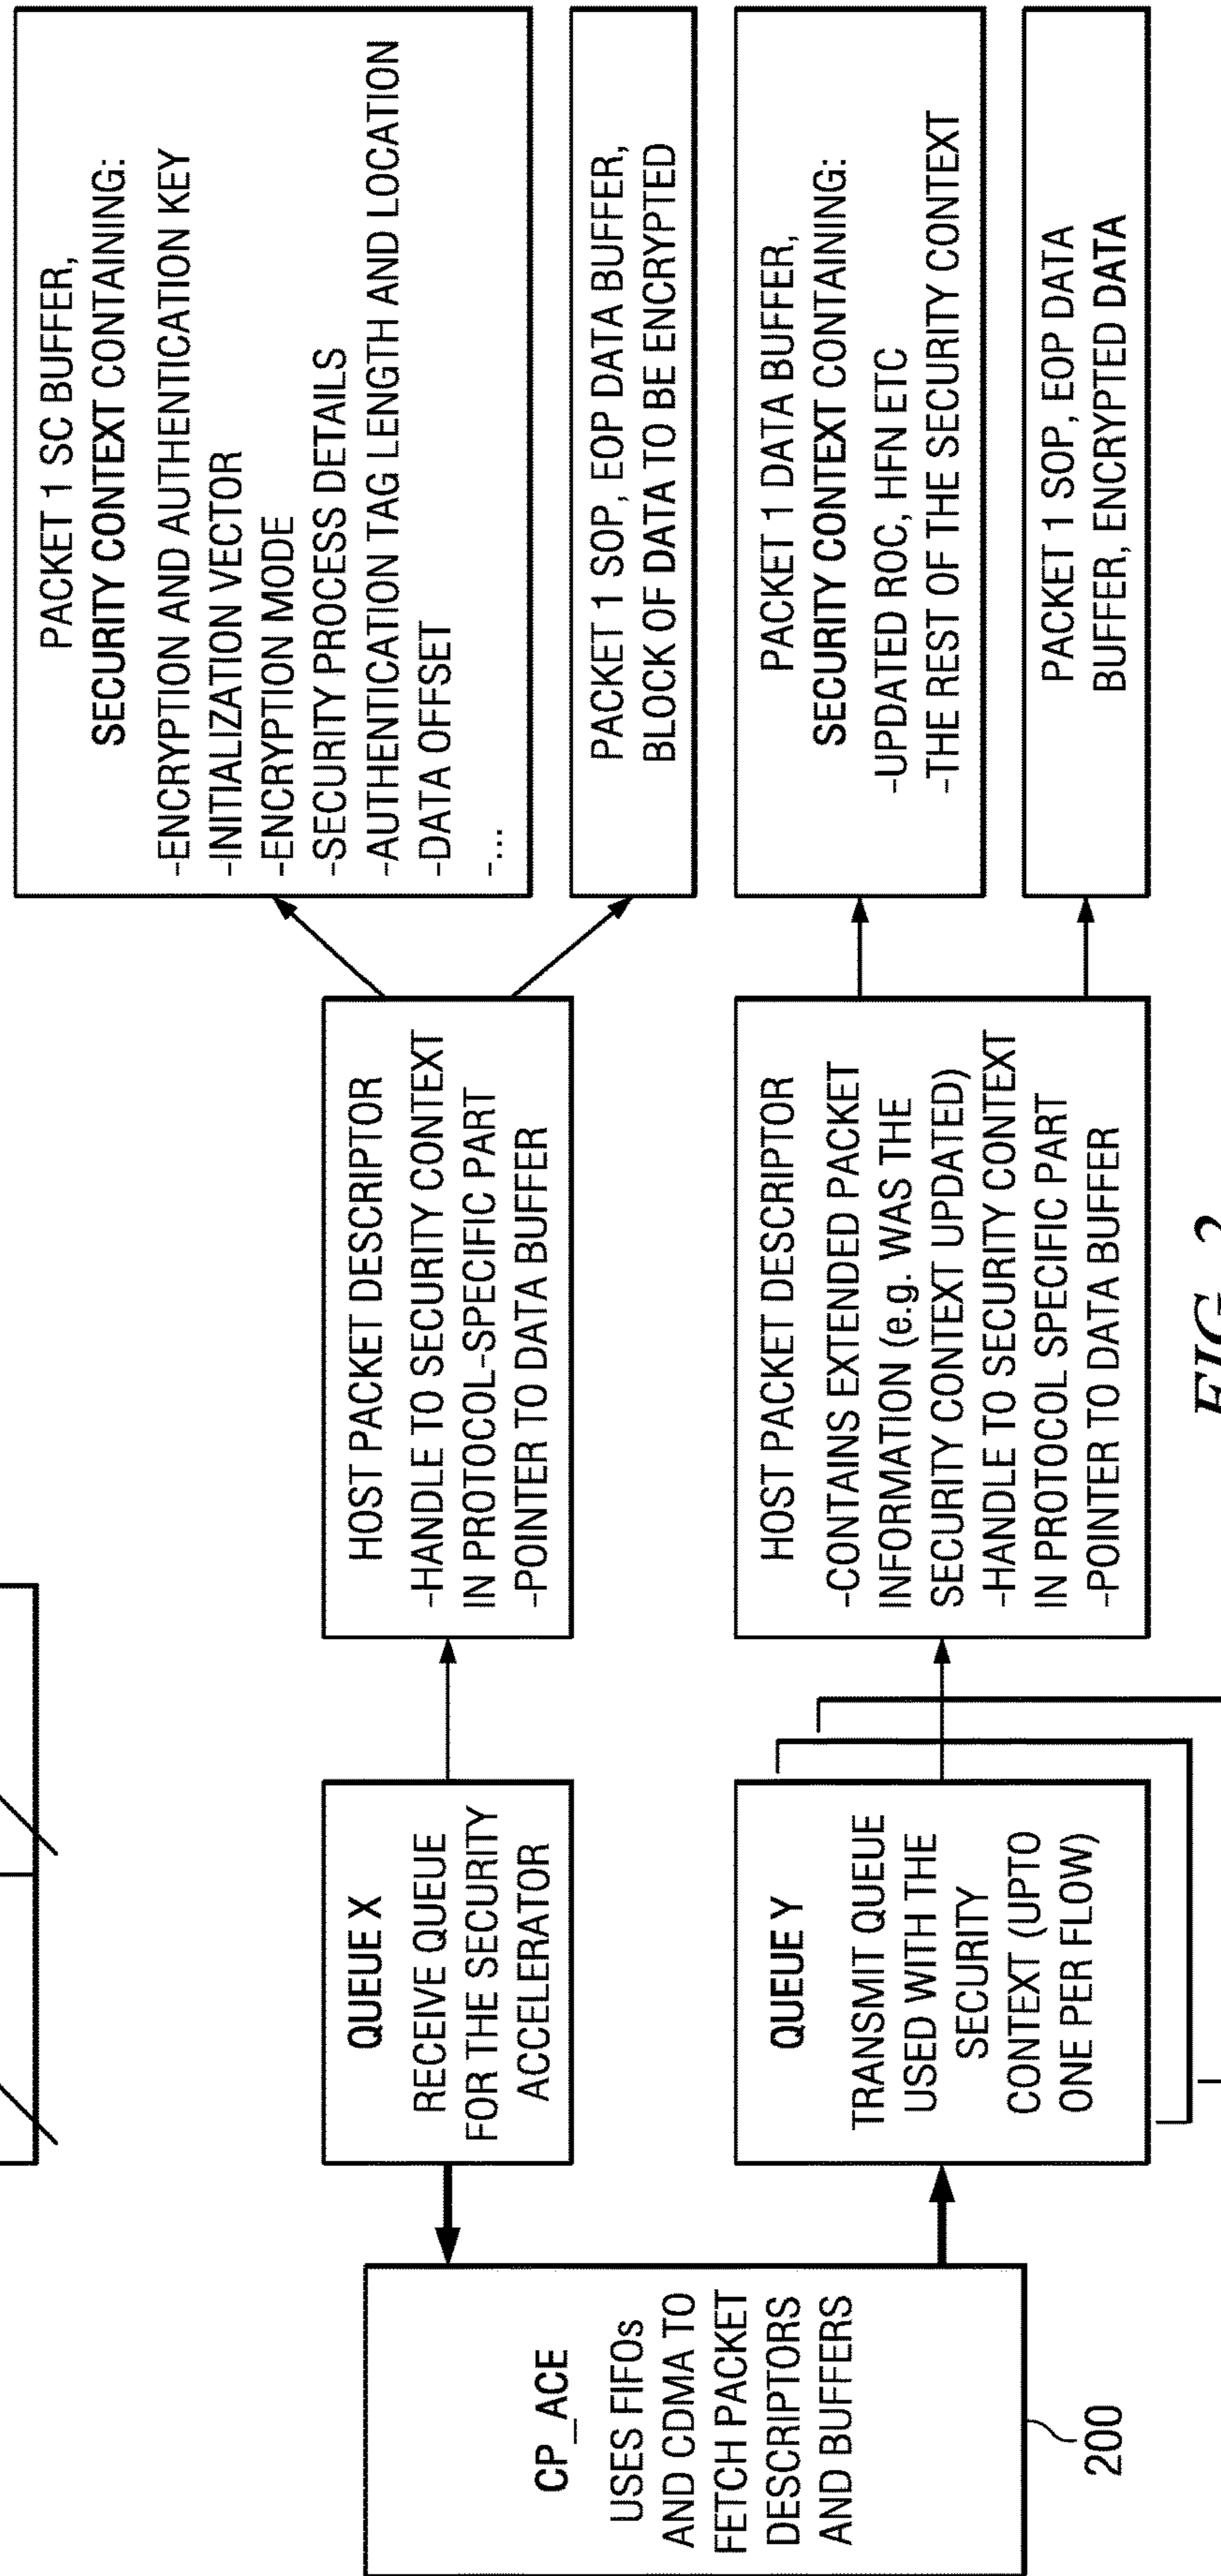 CP_ACE
USES FIFOs
AND CDMA TO
FETCH PACKET
DESCRIPTORS
AND BUFFERS
200
QUEUE X
RECEIVE QUEUE
FOR THE SECURITY
ACCELERATOR
HOST PACKET DESCRIPTOR
-HANDLE TO SECURITY CONTEXT
IN PROTOCOL-SPECIFIC PART
-POINTER TO DATA BUFFER
PACKET 1 SC BUFFER,
SECURITY CONTEXT CONTAINING:
-ENCRYPTION AND AUTHENTICATION KEY
-INITIALIZATION VECTOR
-ENCRYPTION MODE
-SECURITY PROCESS DETAILS
-AUTHENTICATION TAG LENGTH AND LOCATION
-DATA OFFSET
-...
PACKET 1 SOP, EOP DATA BUFFER,
BLOCK OF DATA TO BE ENCRYPTED
QUEUE Y
TRANSMIT QUEUE
USED WITH THE
SECURITY
CONTEXT (UPTO
ONE PER FLOW)
HOST PACKET DESCRIPTOR
-CONTAINS EXTENDED PACKET
INFORMATION (e.g. WAS THE
SECURITY CONTEXT UPDATED)
-HANDLE TO SECURITY CONTEXT
IN PROTOCOL SPECIFIC PART
-POINTER TO DATA BUFFER
PACKET 1 DATA BUFFER,
SECURITY CONTEXT CONTAINING:
-UPDATED ROC, HFN ETC
-THE REST OF THE SECURITY CONTEXT
PACKET 1 SOP, EOP DATA
BUFFER, ENCRYPTED DATA
FIG. 2